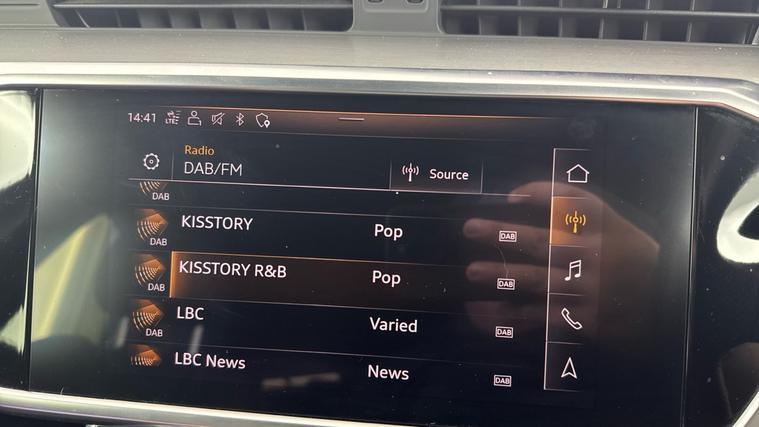 14:41 LTE
Radio
DAB/FM
Source
DAB
KISSTORY Pop DAB
DAB
KISSTORY R&B Pop DAB
DAB
LBC Varied DAB
DAB
LBC News News DAB